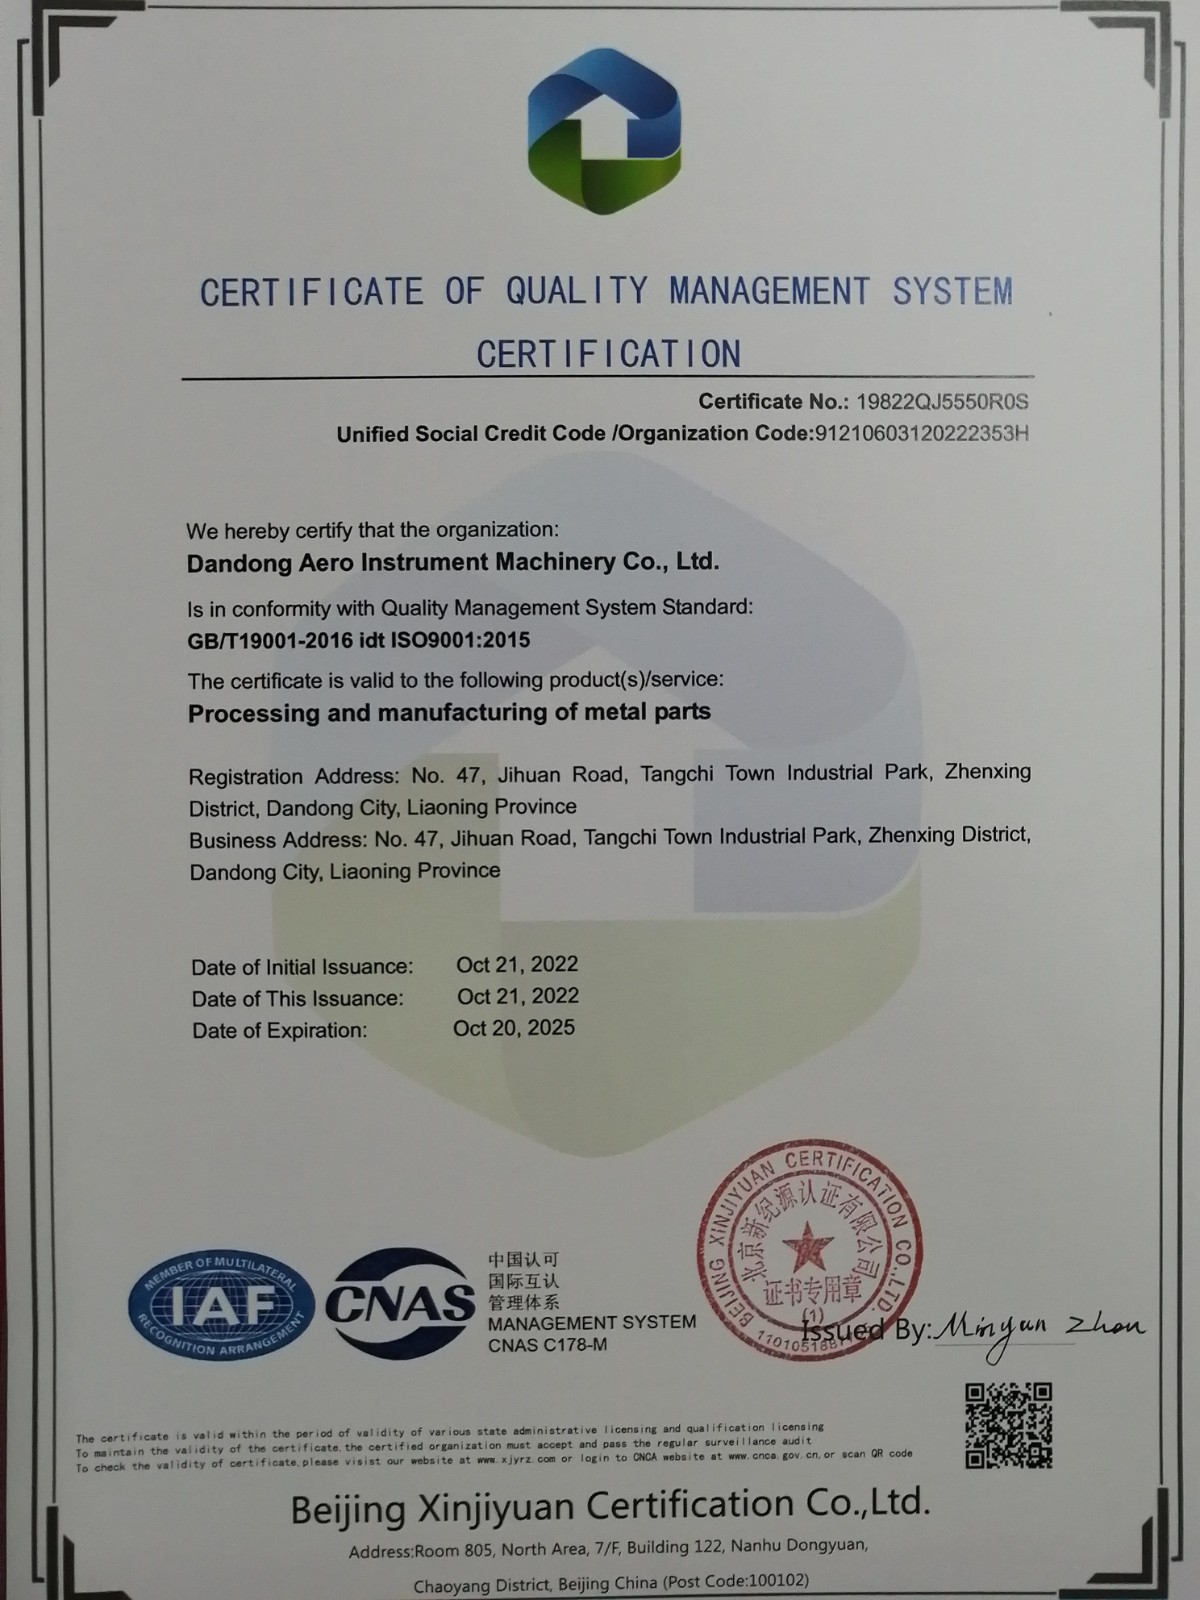 CERTIFICATE OF QUALITY MANAGEMENT SYSTEM
CERTIFICATION
Certificate No.: 19822QJ5550R0S
Unified Social Credit Code /Organization Code:91210603120222353H
We hereby certify that the organization:
Dandong Aero Instrument Machinery Co., Ltd.
Is in conformity with Quality Management System Standard:
GB/T19001-2016 idt ISO9001:2015
The certificate is valid to the following product(s)/service:
Processing and manufacturing of metal parts
Registration Address: No. 47, Jihuan Road, Tangchi Town Industrial Park, Zhenxing
District, Dandong City, Liaoning Province
Business Address: No. 47, Jihuan Road, Tangchi Town Industrial Park, Zhenxing District,
Dandong City, Liaoning Province
Date of Initial Issuance: Oct 21, 2022
Date of This Issuance: Oct 21, 2022
Date of Expiration: Oct 20, 2025
MEMBER OF MULTILATERAL
IAF
RECOGNITION ARRANGEMENT
CNAS
中国认可
国际互认
管理体系
MANAGEMENT SYSTEM
CNAS C178-M
BEIJING XINJIYUAN CERTIFICATION CO.,LTD.
北京新纪源认证有限公司
证书专用章
(1)
Issued By: Minyun Zhou
The certificate is valid within the period of validity of various state administrative licensing and qualification licensing
To maintain the validity of the certificate,the certified organization must accept and pass the regular surveillance audit
To check the validity of certificate,please visist our website at www.xjyrz.com or login to CNCA website at www.cnca.gov.cn,or scan QR code
Beijing Xinjiyuan Certification Co.,Ltd.
Address:Room 805, North Area, 7/F, Building 122, Nanhu Dongyuan,
Chaoyang District, Beijing China (Post Code:100102)